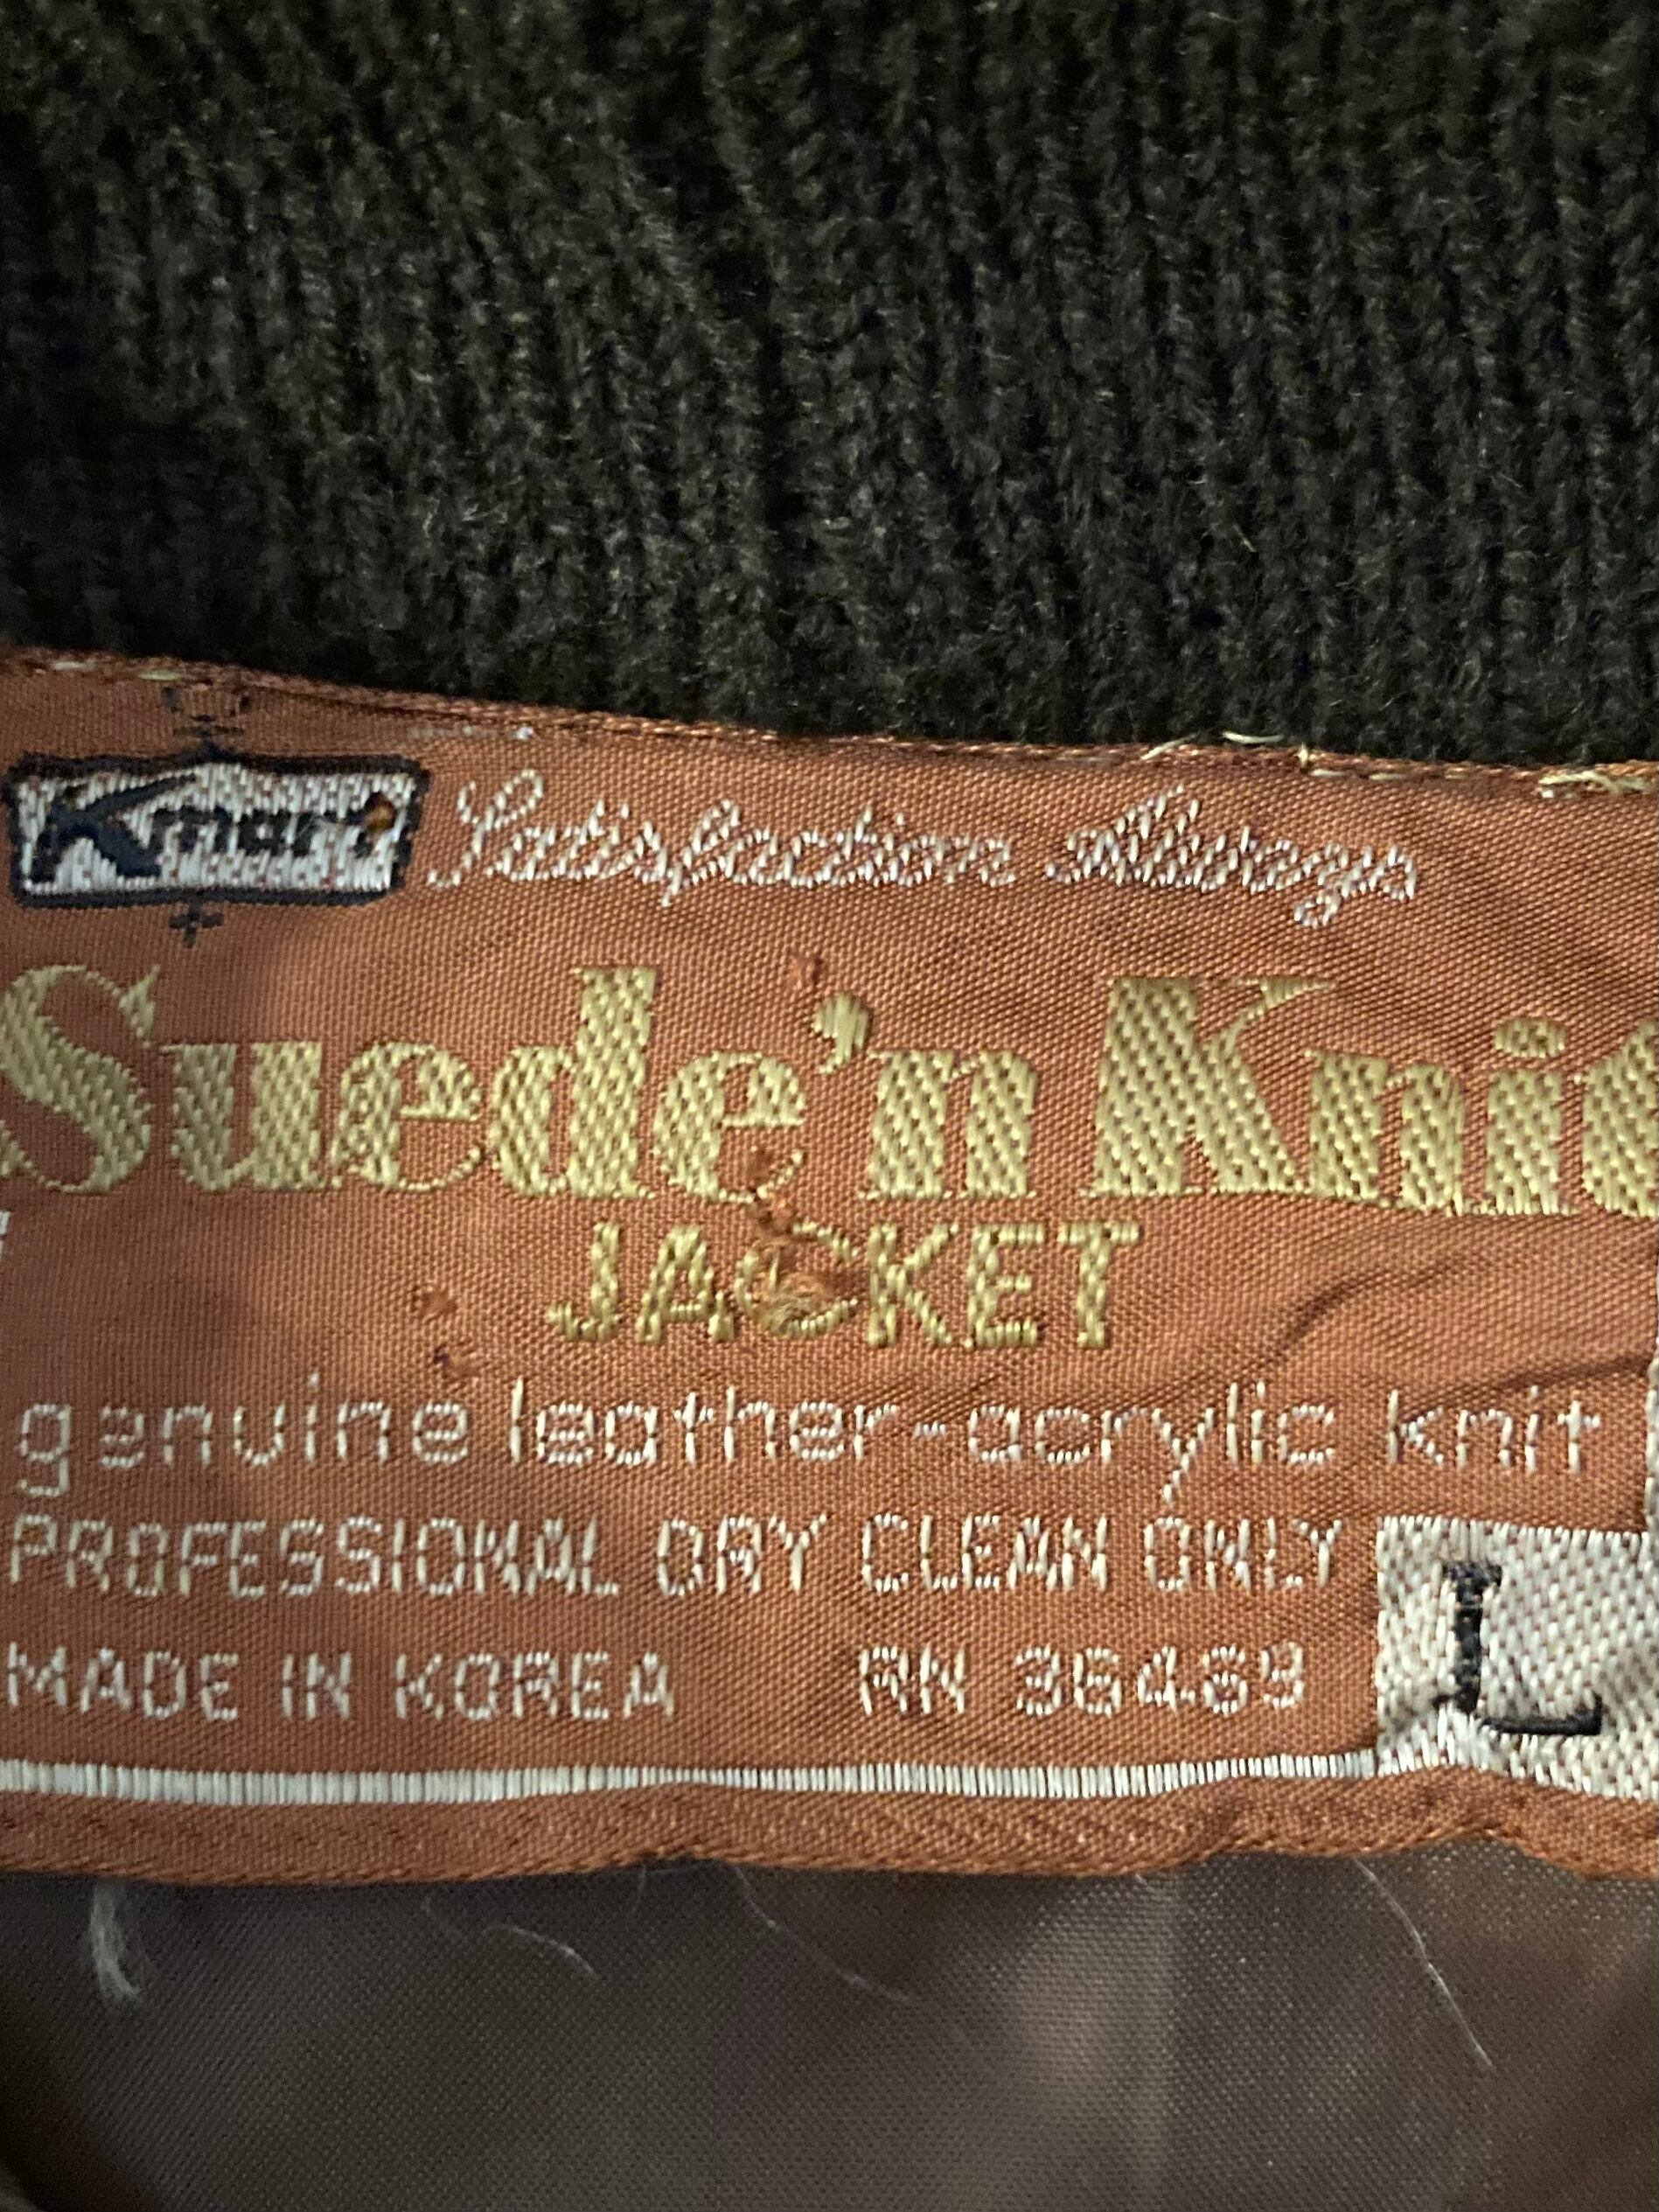 Kmart Satisfaction Always
Suede'n Knit
JACKET
genuine leather-acrylic knit
PROFESSIONAL DRY CLEAN ONLY
MADE IN KOREA RN 36469
L